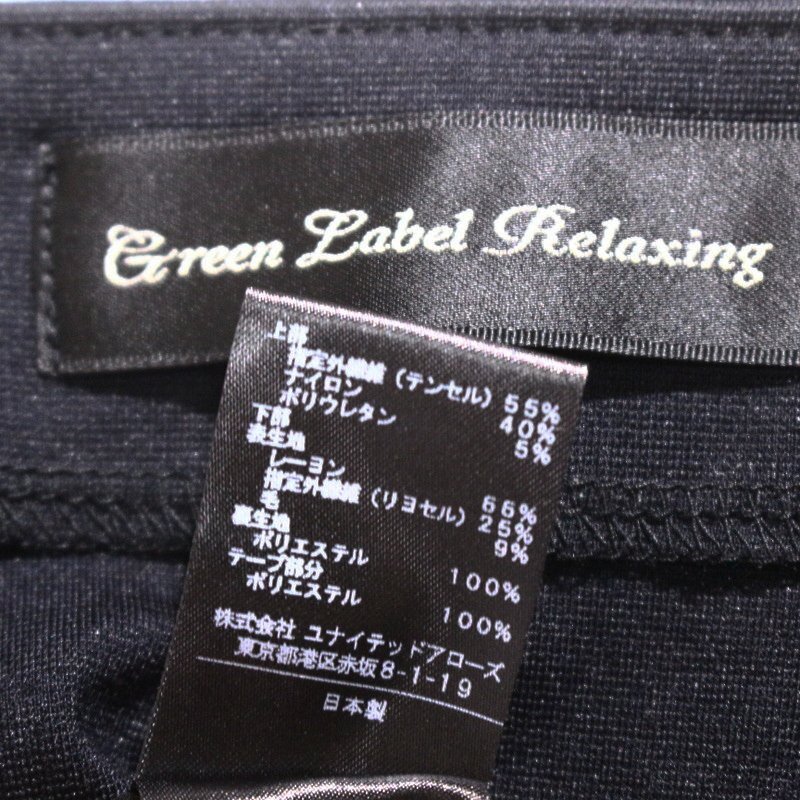 Green Label Relaxing
上部
指定外繊維(テンセル) 55%
ナイロン 40%
ポリウレタン 5%
下部
表生地
レーヨン 66%
指定外繊維(リヨセル) 25%
毛 9%
裏生地
ポリエステル 100%
テープ部分
ポリエステル 100%
株式会社 ユナイテッドアローズ
東京都港区赤坂8-1-19
日本製